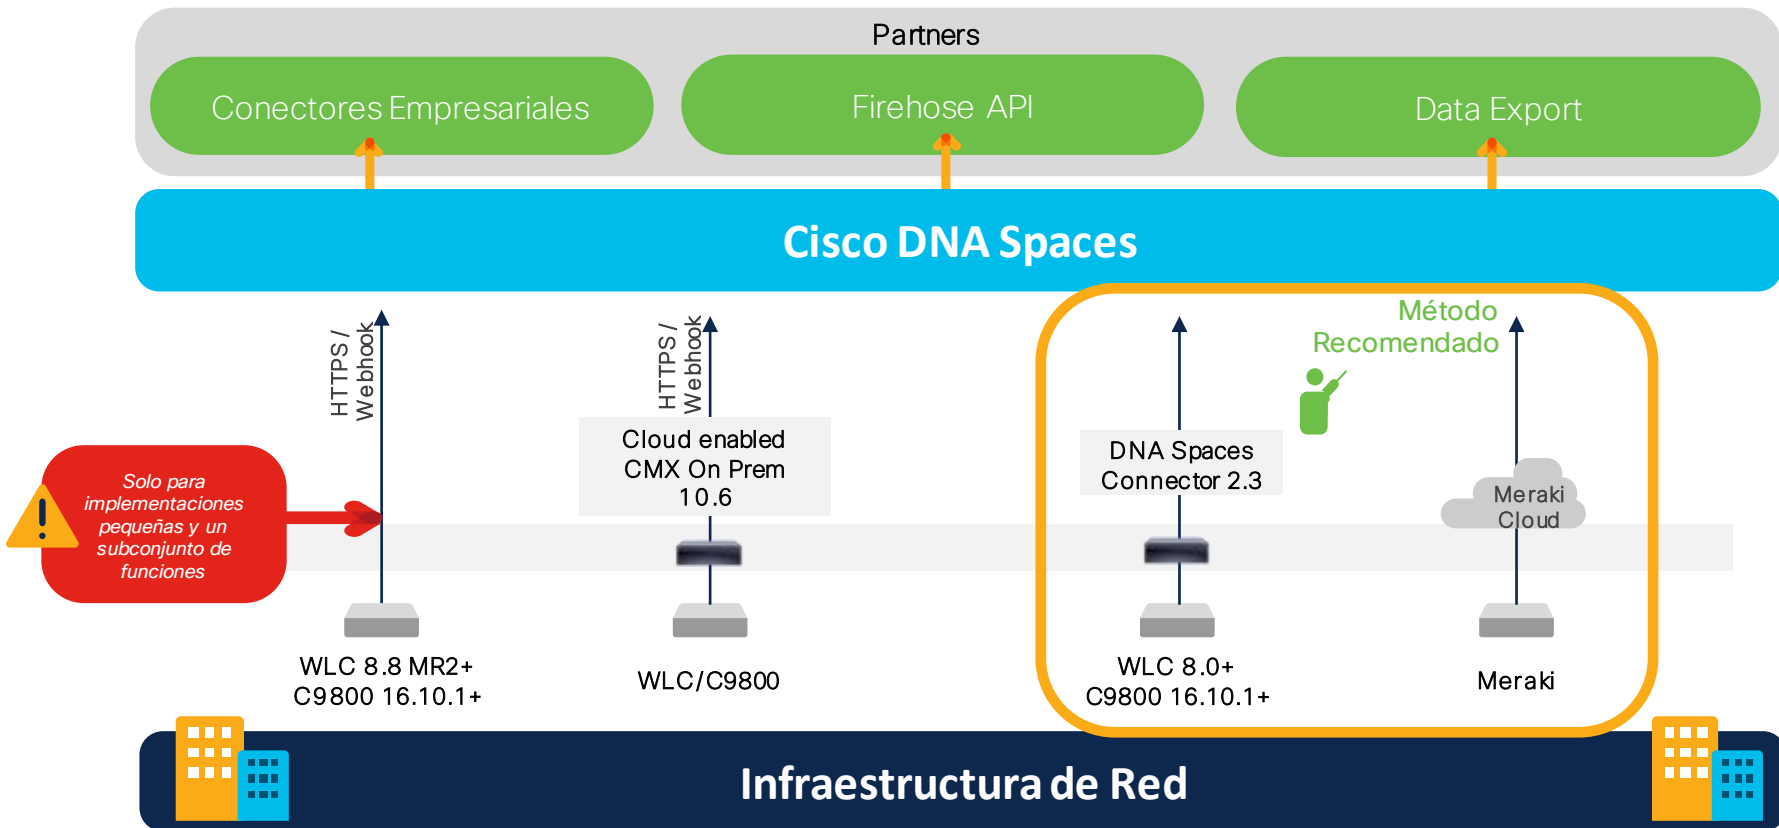 Partners
Conectores Empresariales
Firehose API
Data Export
Cisco DNA Spaces
HTTPS /
Webhook
HTTPS /
Webhook
Método
Recomendado
Cloud enabled
CMX On Prem
10.6
DNA Spaces
Connector 2.3
Meraki
Cloud
Solo para
implementaciones
pequeñas y un
subconjunto de
funciones
WLC 8.8 MR2+
C9800 16.10.1+
WLC/C9800
WLC 8.0+
C9800 16.10.1+
Meraki
Infraestructura de Red